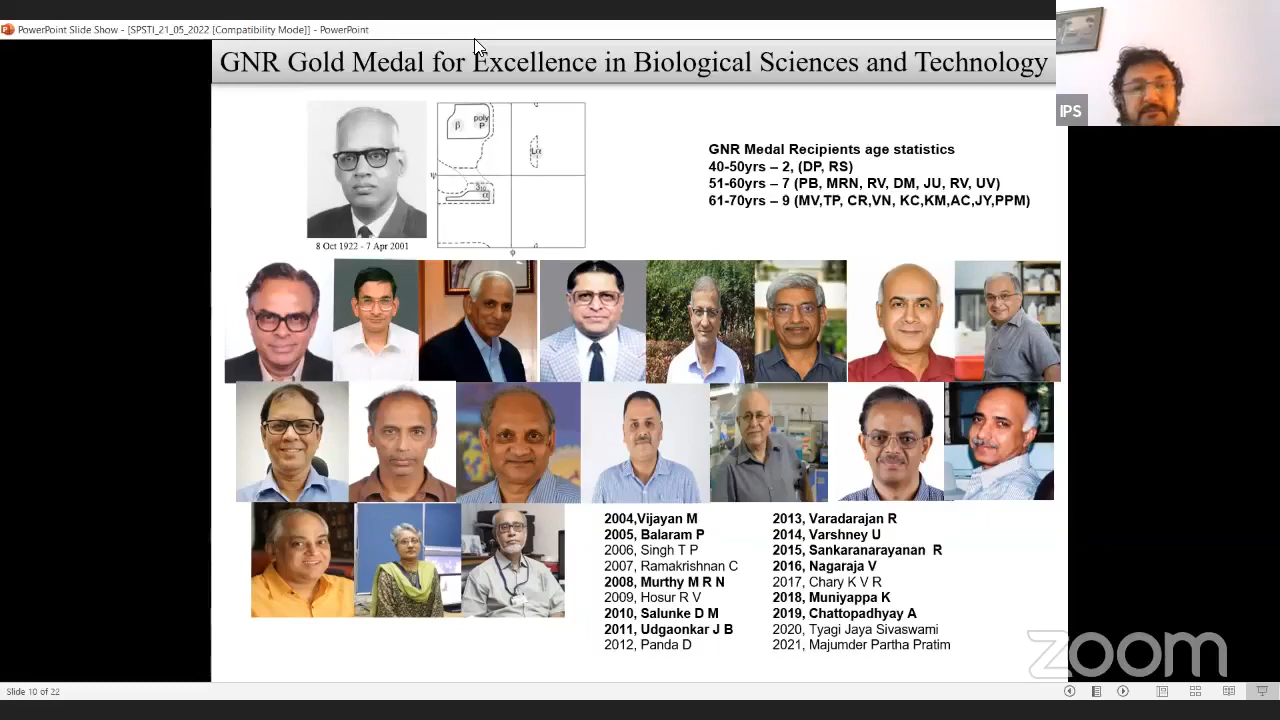 PowerPoint Slide Show - [SPSTI_21_05_2022 [Compatibility Mode]] - PowerPoint
GNR Gold Medal for Excellence in Biological Sciences and Technology
IPS
β
poly
P
Lα
ψ
3₁₀
α
φ
8 Oct 1922 - 7 Apr 2001
GNR Medal Recipients age statistics
40-50yrs – 2, (DP, RS)
51-60yrs – 7 (PB, MRN, RV, DM, JU, RV, UV)
61-70yrs – 9 (MV,TP, CR,VN, KC,KM,AC,JY,PPM)
2004,Vijayan M
2005, Balaram P
2006, Singh T P
2007, Ramakrishnan C
2008, Murthy M R N
2009, Hosur R V
2010, Salunke D M
2011, Udgaonkar J B
2012, Panda D
2013, Varadarajan R
2014, Varshney U
2015, Sankaranarayanan R
2016, Nagaraja V
2017, Chary K V R
2018, Muniyappa K
2019, Chattopadhyay A
2020, Tyagi Jaya Sivaswami
2021, Majumder Partha Pratim
zoom
Slide 10 of 22